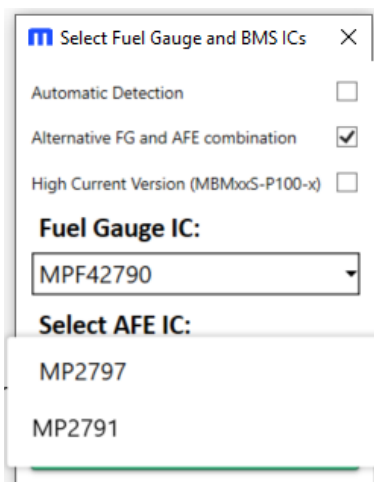 Select Fuel Gauge and BMS ICs
Automatic Detection
Alternative FG and AFE combination
High Current Version (MBMxxS-P100-x)
Fuel Gauge IC:
MPF42790
Select AFE IC:
MP2797
MP2791